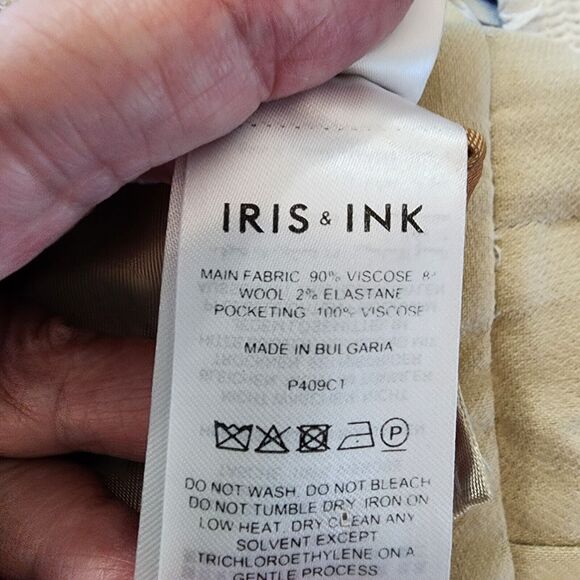 IRIS & INK
MAIN FABRIC 90% VISCOSE
WOOL 2% ELASTANE
POCKETING 100% VISCOSE
MADE IN BULGARIA
P409C1
P
DO NOT WASH. DO NOT BLEACH
DO NOT TUMBLE DRY. IRON ON
LOW HEAT. DRY CLEAN ANY
SOLVENT EXCEPT
TRICHLOROETHYLENE ON A
GENTLE PROCESS